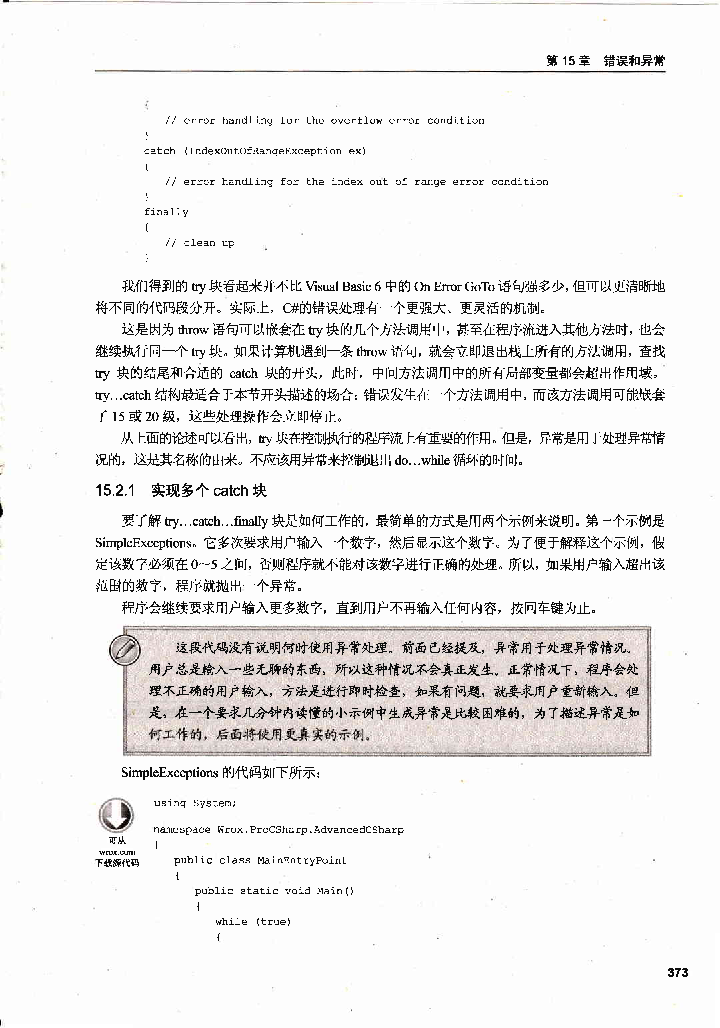 第 15 章 错误和异常
{
// error handling for the overflow error condition
}
catch (IndexOutOfRangeException ex)
{
// error handling for the index out of range error condition
}
finally
{
// clean up
}
我们得到的 try 块看起来并不比 Visual Basic 6 中的 On Error GoTo 语句强多少，但可以更清晰地
将不同的代码段分开。实际上，C#的错误处理有一个更强大、更灵活的机制。
这是因为 throw 语句可以嵌套在 try 块的几个方法调用中，甚至在程序流进入其他方法时，也会
继续执行同一个 try 块。如果计算机遇到一条 throw 语句，就会立即退出栈上所有的方法调用，查找
try 块的结尾和合适的 catch 块的开头，此时，中间方法调用中的所有局部变量都会超出作用域。
try…catch 结构最适合于本节开头描述的场合：错误发生在一个方法调用中，而该方法调用可能嵌套
了 15 或 20 级，这些处理操作会立即停止。
从上面的论述可以看出，try 块在控制执行的程序流上有重要的作用。但是，异常是用于处理异常情
况的，这是其名称的由来。不应该用异常来控制退出 do…while 循环的时间。
15.2.1 实现多个 catch 块
要了解 try…catch…finally 块是如何工作的，最简单的方式是用两个示例来说明。第一个示例是
SimpleExceptions。它多次要求用户输入一个数字，然后显示这个数字。为了便于解释这个示例，假
定该数字必须在 0~5 之间，否则程序就不能对该数字进行正确的处理。所以，如果用户输入超出该
范围的数字，程序就抛出一个异常。
程序会继续要求用户输入更多数字，直到用户不再输入任何内容，按回车键为止。
这段代码没有说明何时使用异常处理。前面已经提及，异常用于处理异常情况。
用户总是输入一些无聊的东西，所以这种情况不会真正发生。正常情况下，程序会处
理不正确的用户输入，方法是进行即时检查，如果有问题，就要求用户重新输入。但
是，在一个要求几分钟内读懂的小示例中生成异常是比较困难的，为了描述异常是如
何工作的，后面将使用更真实的示例。
SimpleExceptions 的代码如下所示：
可从
wrox.com
下载源代码
using System;
namespace Wrox.ProCSharp.AdvancedCSharp
{
public class MainEntryPoint
{
public static void Main()
{
while (true)
{
373